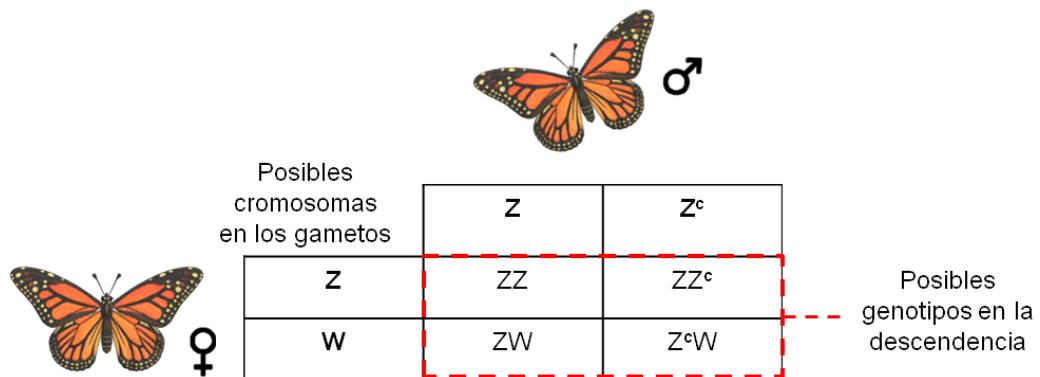 ♂
Posibles
cromosomas
en los gametos
Z Zᶜ
Z ZZ ZZᶜ
♀ W ZW ZᶜW
Posibles
genotipos en la
descendencia